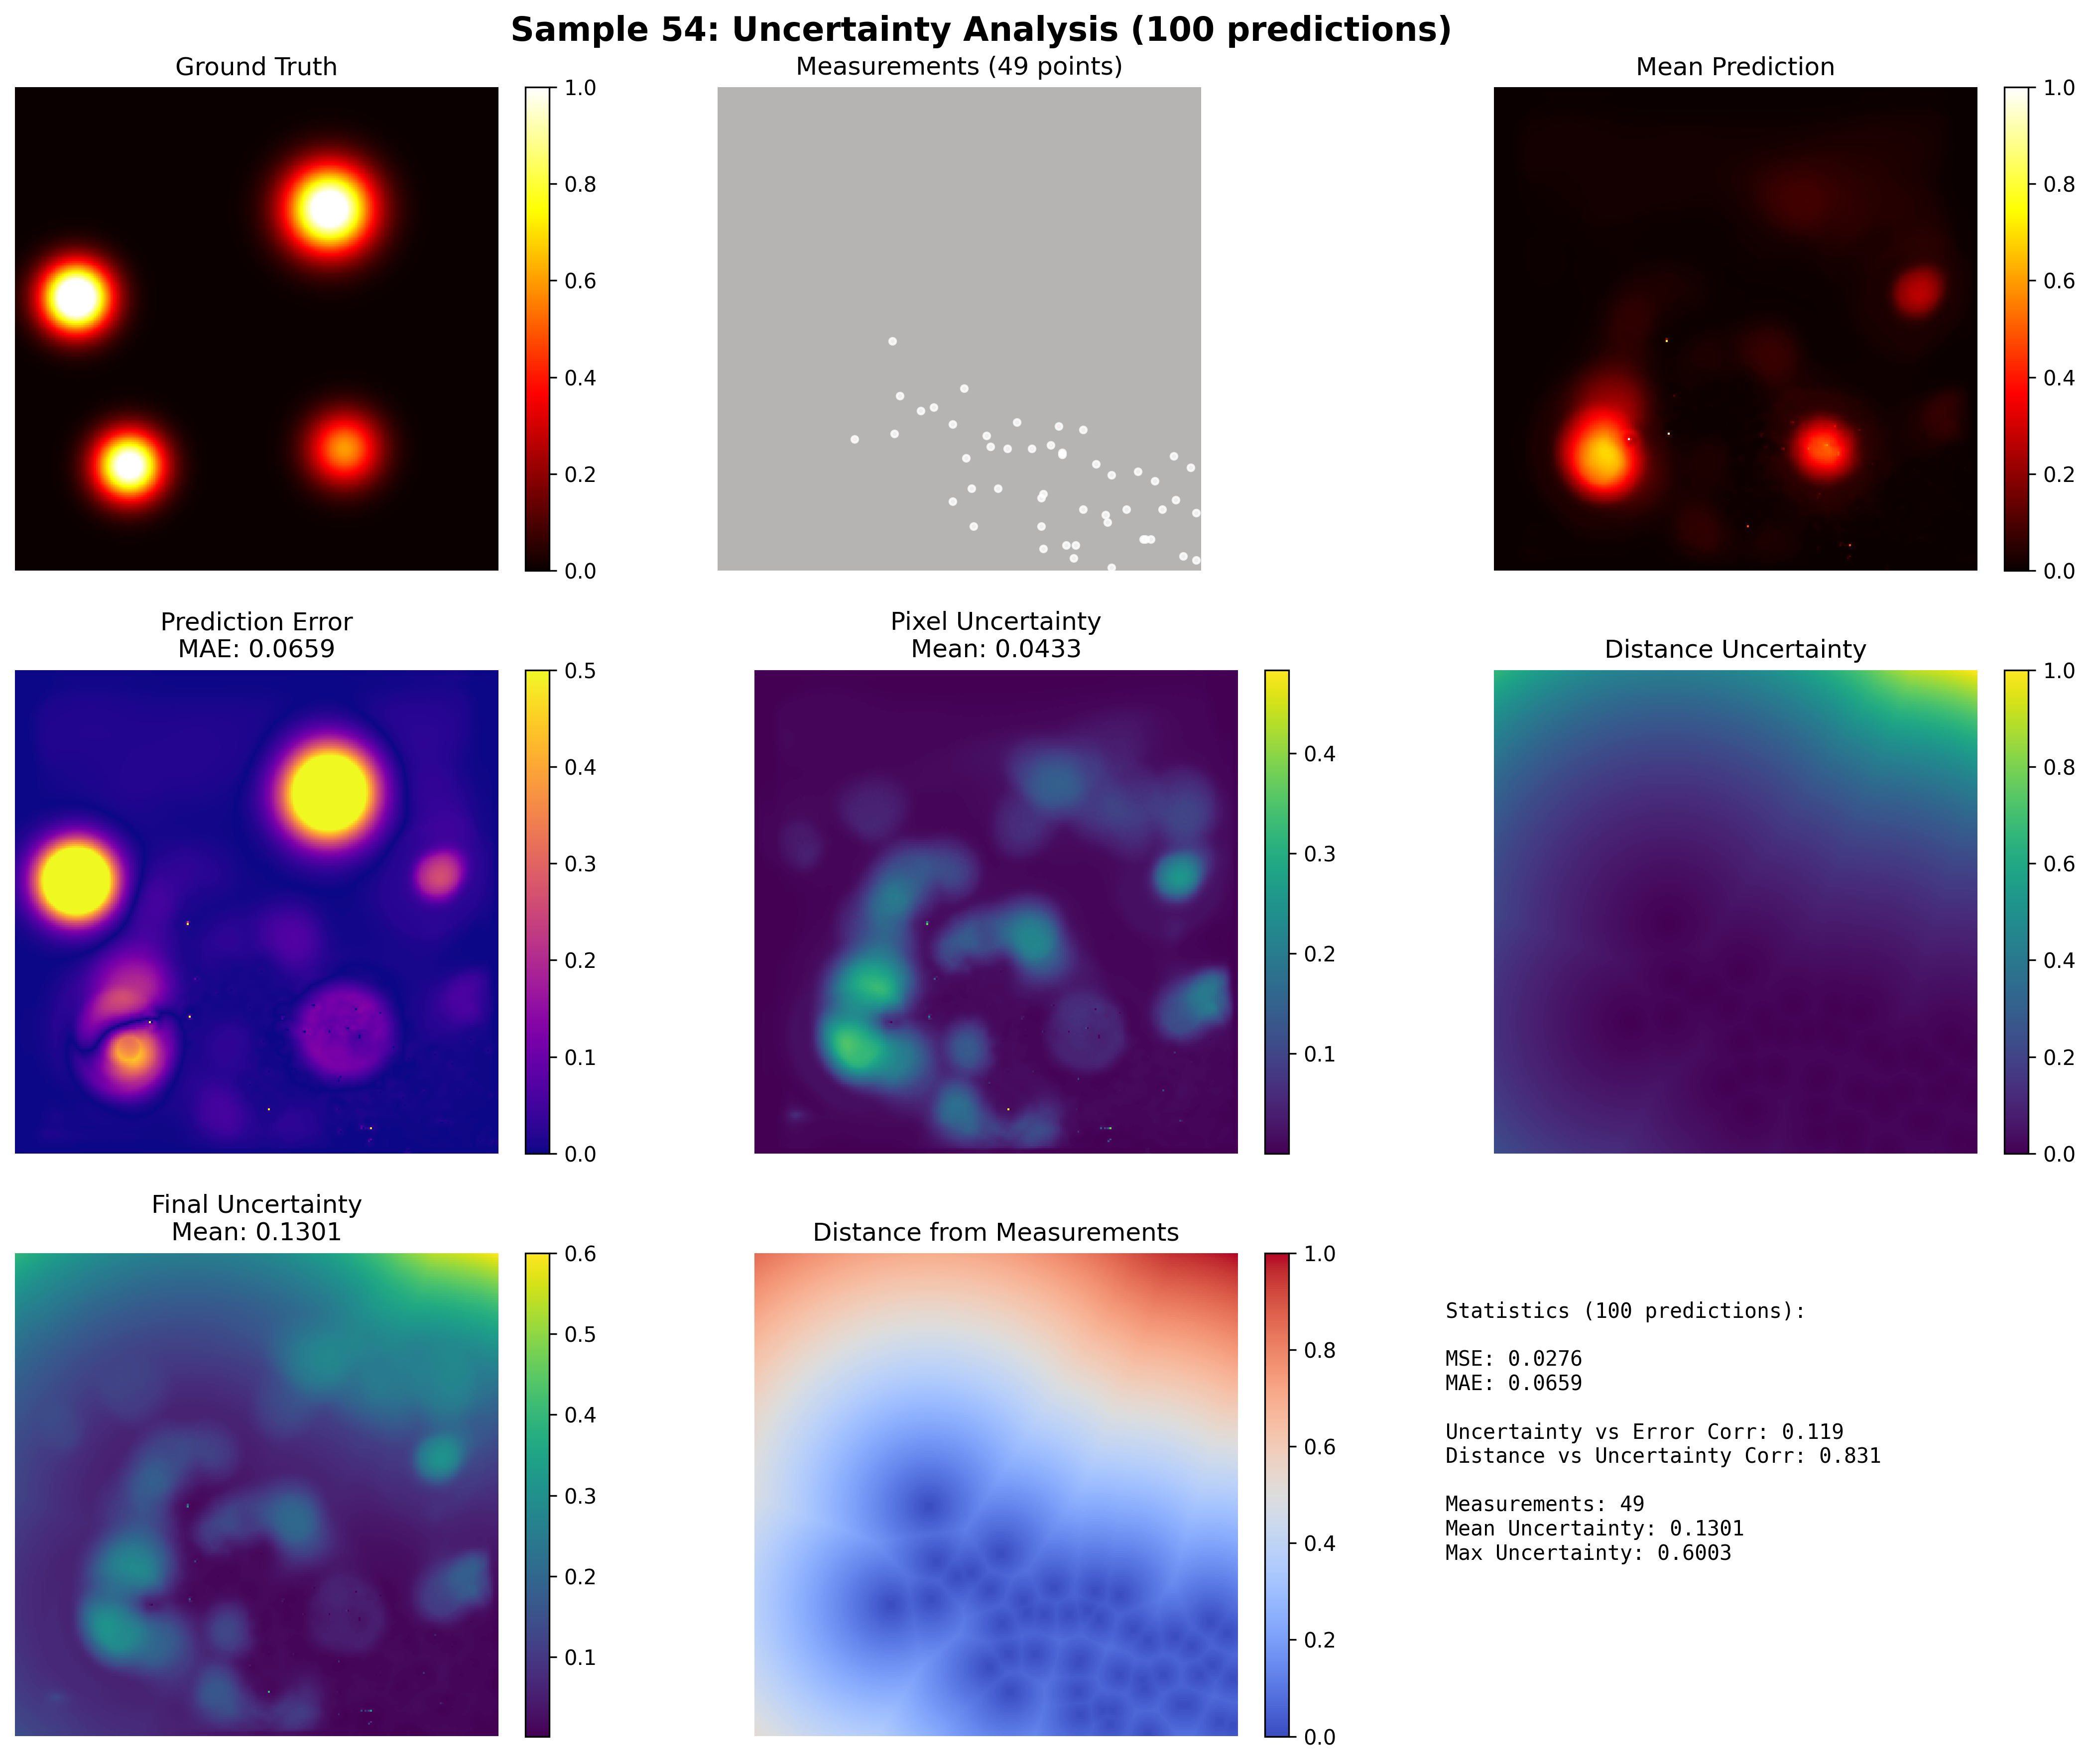 Sample 54: Uncertainty Analysis (100 predictions)
Ground Truth
1.0
0.8
0.6
0.4
0.2
0.0
Measurements (49 points)
Mean Prediction
1.0
0.8
0.6
0.4
0.2
0.0
Prediction Error
MAE: 0.0659
0.5
0.4
0.3
0.2
0.1
0.0
Pixel Uncertainty
Mean: 0.0433
0.4
0.3
0.2
0.1
Distance Uncertainty
1.0
0.8
0.6
0.4
0.2
0.0
Final Uncertainty
Mean: 0.1301
0.6
0.5
0.4
0.3
0.2
0.1
Distance from Measurements
1.0
0.8
0.6
0.4
0.2
0.0
Statistics (100 predictions):
MSE: 0.0276
MAE: 0.0659
Uncertainty vs Error Corr: 0.119
Distance vs Uncertainty Corr: 0.831
Measurements: 49
Mean Uncertainty: 0.1301
Max Uncertainty: 0.6003